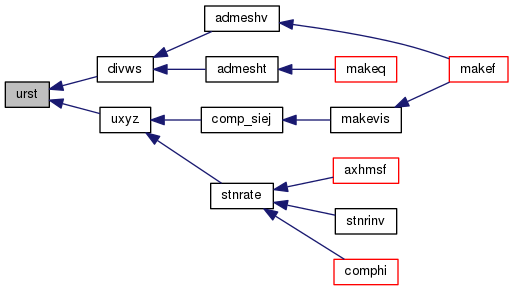 admeshv
divws
admesht
makeq
makef
urst
uxyz
comp_siej
makevis
axhmsf
stnrate
stnrinv
comphi